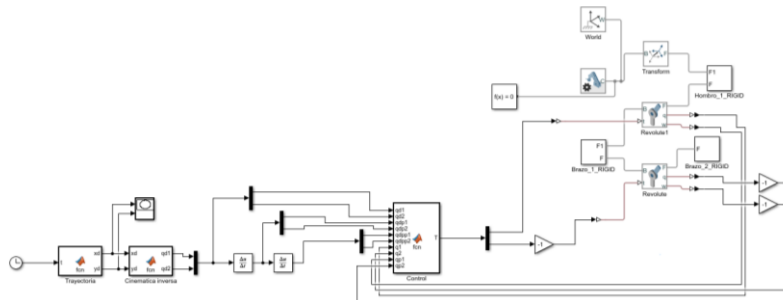 World
W
C
B F
Transform
F1
F
Hombro_1_RIGID
f(x) = 0
B F
Revolute1
F1
F
Brazo_1_RIGID
F
Brazo_2_RIGID
B F
Revolute
-1
-1
-1
t
fcn
xd
yd
Trayectoria
xd
yd
fcn
qd1
qd2
Cinematica inversa
Δu
Δt
Δu
Δt
qd1
qd2
qdp1
qdp2
qdpp1
qdpp2
q1
q2
qp1
qp2
fcn
T
Control